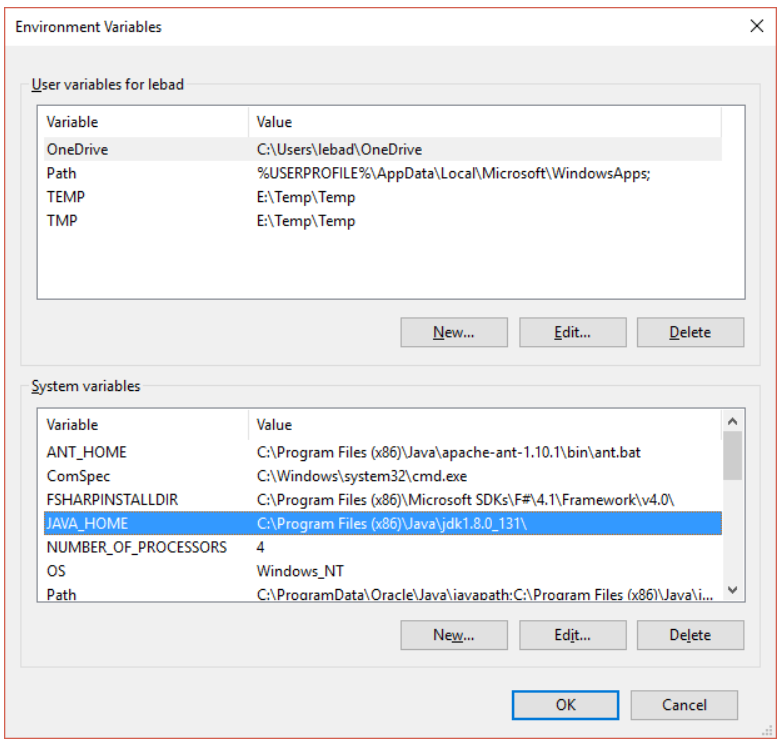 Environment Variables
User variables for lebad
Variable Value
OneDrive C:\Users\lebad\OneDrive
Path %USERPROFILE%\AppData\Local\Microsoft\WindowsApps;
TEMP E:\Temp\Temp
TMP E:\Temp\Temp
New... Edit... Delete
System variables
Variable Value
ANT_HOME C:\Program Files (x86)\Java\apache-ant-1.10.1\bin\ant.bat
ComSpec C:\Windows\system32\cmd.exe
FSHARPINSTALLDIR C:\Program Files (x86)\Microsoft SDKs\F#\4.1\Framework\v4.0\
JAVA_HOME C:\Program Files (x86)\Java\jdk1.8.0_131\
NUMBER_OF_PROCESSORS 4
OS Windows_NT
Path C:\ProgramData\Oracle\Java\javapath;C:\Program Files (x86)\Java\j...
New... Edit... Delete
OK Cancel